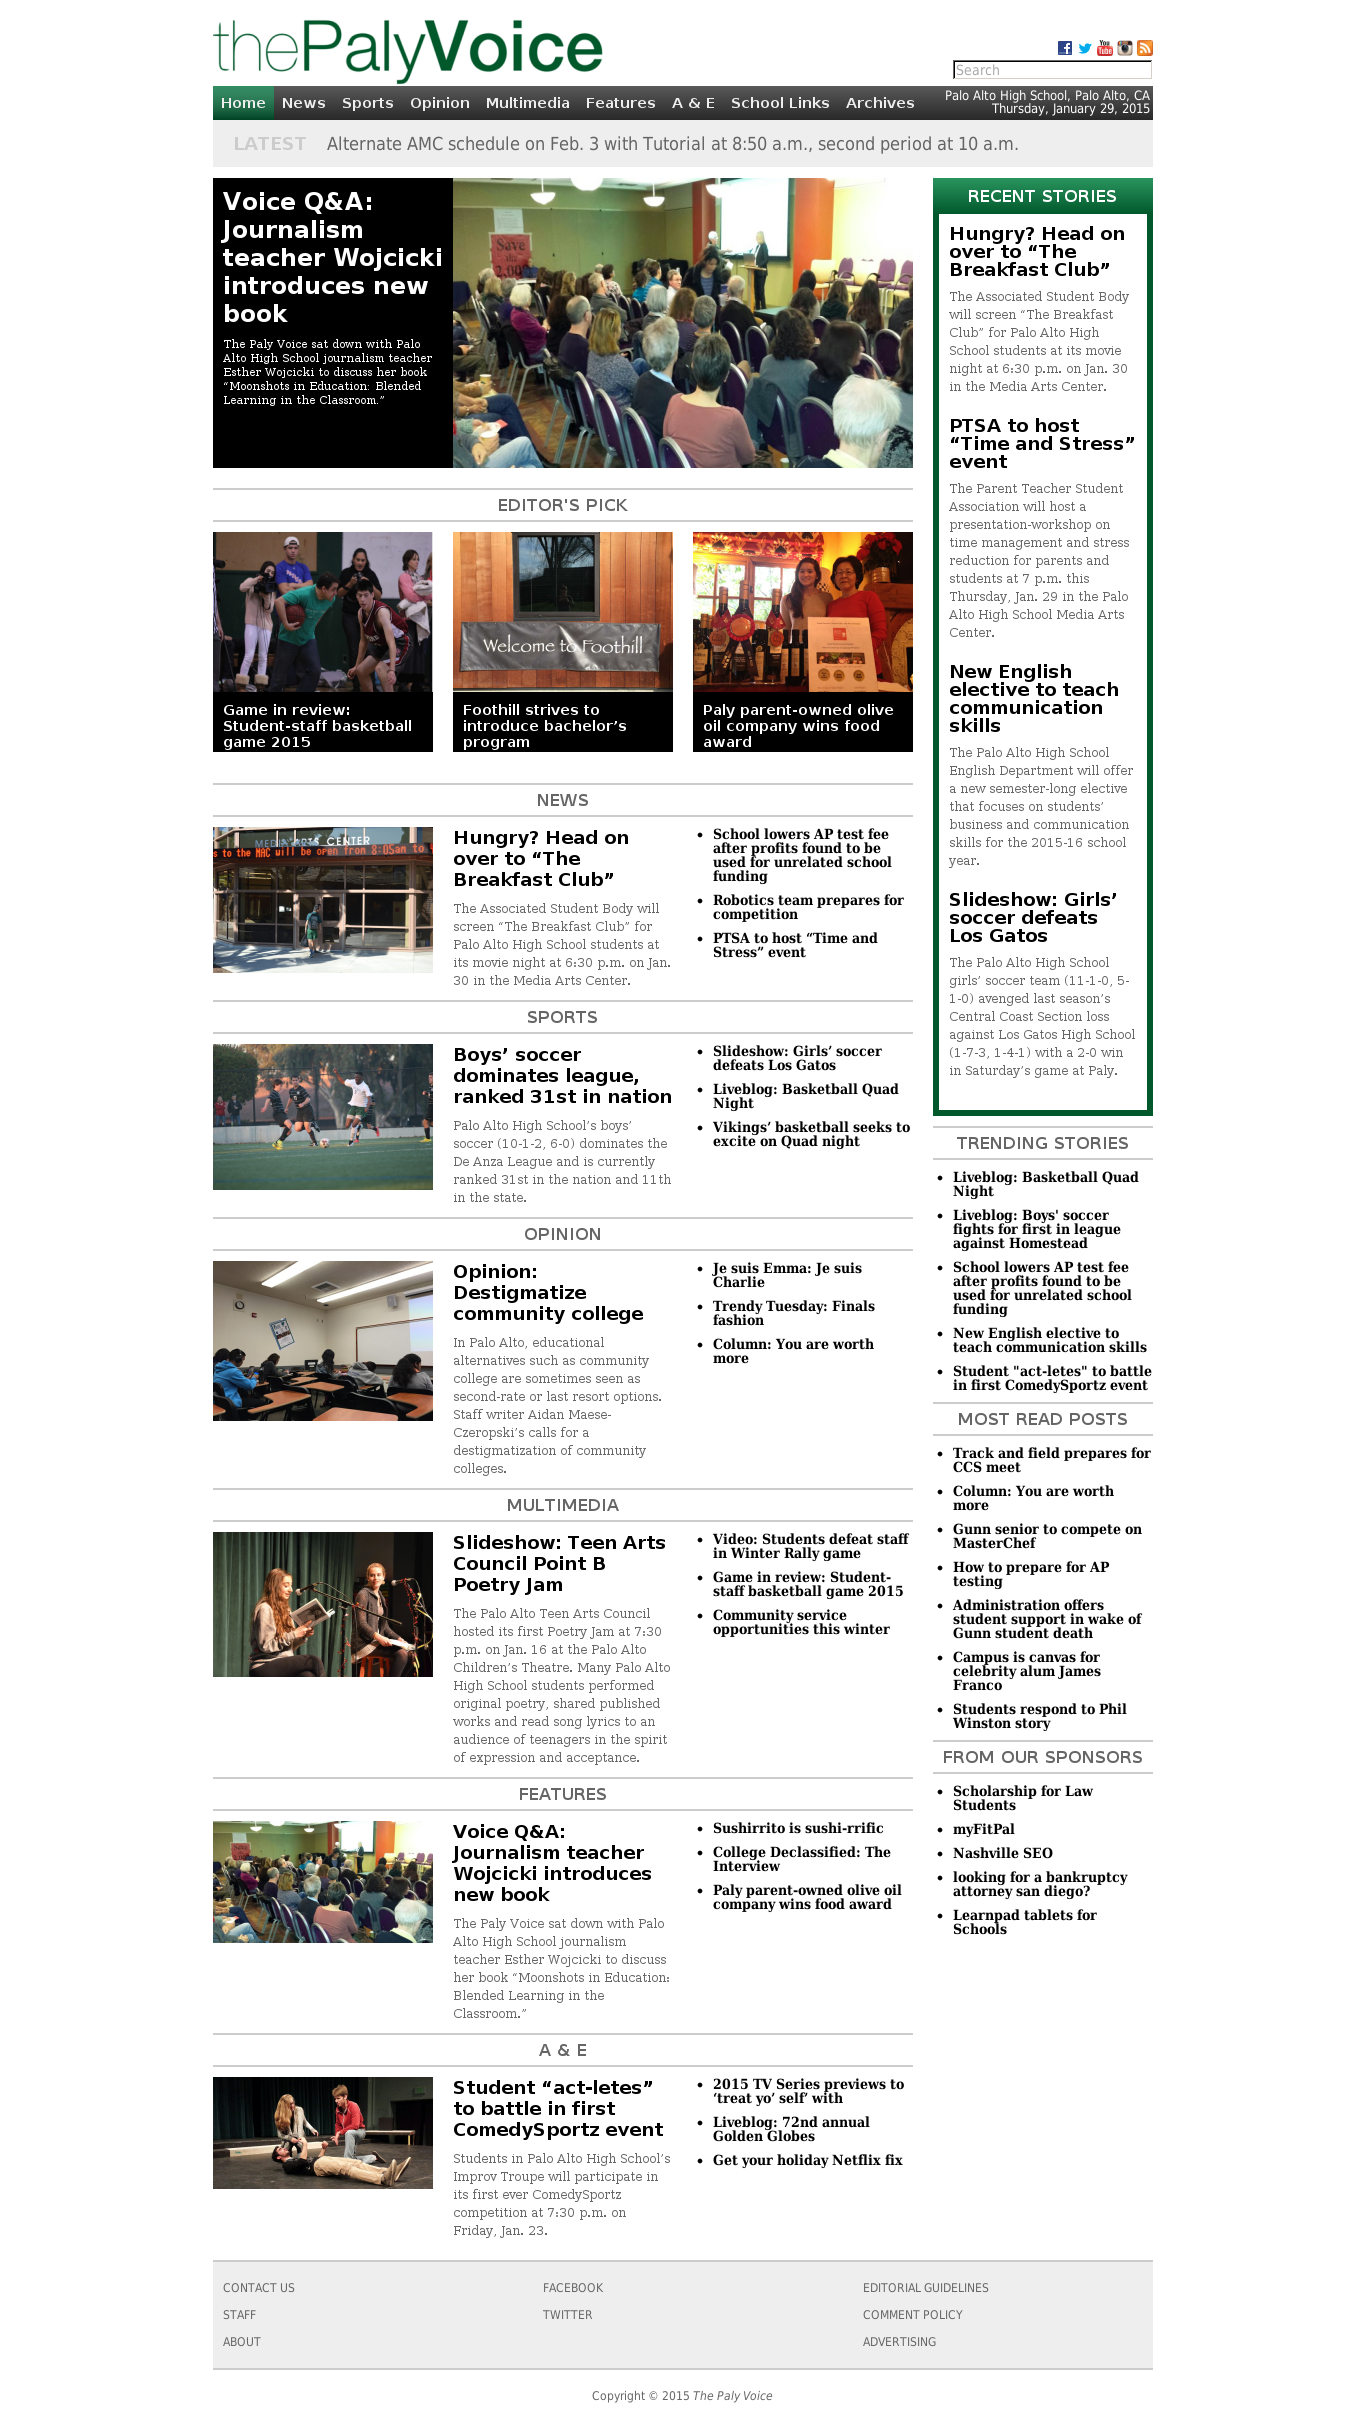 thePalyVoice
Search
Home News Sports Opinion Multimedia Features A & E School Links Archives
Palo Alto High School, Palo Alto, CA
Thursday, January 29, 2015
LATEST Alternate AMC schedule on Feb. 3 with Tutorial at 8:50 a.m., second period at 10 a.m.
Voice Q&A:
Journalism
teacher Wojcicki
introduces new
book
The Paly Voice sat down with Palo
Alto High School journalism teacher
Esther Wojcicki to discuss her book
“Moonshots in Education: Blended
Learning in the Classroom.”
Save
the
2:00
EDITOR'S PICK
Welcome to Foothill
Game in review:
Student-staff basketball
game 2015
Foothill strives to
introduce bachelor’s
program
Paly parent-owned olive
oil company wins food
award
NEWS
MEDIA ARTS CENTER
s to the MAC will be open from 8:05am to
Hungry? Head on
over to “The
Breakfast Club”
The Associated Student Body will
screen “The Breakfast Club” for
Palo Alto High School students at
its movie night at 6:30 p.m. on Jan.
30 in the Media Arts Center.
School lowers AP test fee
after profits found to be
used for unrelated school
funding
Robotics team prepares for
competition
PTSA to host “Time and
Stress” event
SPORTS
Boys’ soccer
dominates league,
ranked 31st in nation
Palo Alto High School’s boys’
soccer (10-1-2, 6-0) dominates the
De Anza League and is currently
ranked 31st in the nation and 11th
in the state.
Slideshow: Girls’ soccer
defeats Los Gatos
Liveblog: Basketball Quad
Night
Vikings’ basketball seeks to
excite on Quad night
OPINION
Opinion:
Destigmatize
community college
In Palo Alto, educational
alternatives such as community
college are sometimes seen as
second-rate or last resort options.
Staff writer Aidan Maese-
Czeropski’s calls for a
destigmatization of community
colleges.
Je suis Emma: Je suis
Charlie
Trendy Tuesday: Finals
fashion
Column: You are worth
more
MULTIMEDIA
Slideshow: Teen Arts
Council Point B
Poetry Jam
The Palo Alto Teen Arts Council
hosted its first Poetry Jam at 7:30
p.m. on Jan. 16 at the Palo Alto
Children’s Theatre. Many Palo Alto
High School students performed
original poetry, shared published
works and read song lyrics to an
audience of teenagers in the spirit
of expression and acceptance.
Video: Students defeat staff
in Winter Rally game
Game in review: Student-
staff basketball game 2015
Community service
opportunities this winter
FEATURES
Voice Q&A:
Journalism teacher
Wojcicki introduces
new book
The Paly Voice sat down with Palo
Alto High School journalism
teacher Esther Wojcicki to discuss
her book “Moonshots in Education:
Blended Learning in the
Classroom.”
Sushirrito is sushi-rrific
College Declassified: The
Interview
Paly parent-owned olive oil
company wins food award
A & E
Student “act-letes”
to battle in first
ComedySportz event
Students in Palo Alto High School’s
Improv Troupe will participate in
its first ever ComedySportz
competition at 7:30 p.m. on
Friday, Jan. 23.
2015 TV Series previews to
‘treat yo’ self’ with
Liveblog: 72nd annual
Golden Globes
Get your holiday Netflix fix
RECENT STORIES
Hungry? Head on
over to “The
Breakfast Club”
The Associated Student Body
will screen “The Breakfast
Club” for Palo Alto High
School students at its movie
night at 6:30 p.m. on Jan. 30
in the Media Arts Center.
PTSA to host
“Time and Stress”
event
The Parent Teacher Student
Association will host a
presentation-workshop on
time management and stress
reduction for parents and
students at 7 p.m. this
Thursday, Jan. 29 in the Palo
Alto High School Media Arts
Center.
New English
elective to teach
communication
skills
The Palo Alto High School
English Department will offer
a new semester-long elective
that focuses on students’
business and communication
skills for the 2015-16 school
year.
Slideshow: Girls’
soccer defeats
Los Gatos
The Palo Alto High School
girls’ soccer team (11-1-0, 5-
1-0) avenged last season’s
Central Coast Section loss
against Los Gatos High School
(1-7-3, 1-4-1) with a 2-0 win
in Saturday’s game at Paly.
TRENDING STORIES
Liveblog: Basketball Quad
Night
Liveblog: Boys' soccer
fights for first in league
against Homestead
School lowers AP test fee
after profits found to be
used for unrelated school
funding
New English elective to
teach communication skills
Student "act-letes" to battle
in first ComedySportz event
MOST READ POSTS
Track and field prepares for
CCS meet
Column: You are worth
more
Gunn senior to compete on
MasterChef
How to prepare for AP
testing
Administration offers
student support in wake of
Gunn student death
Campus is canvas for
celebrity alum James
Franco
Students respond to Phil
Winston story
FROM OUR SPONSORS
Scholarship for Law
Students
myFitPal
Nashville SEO
looking for a bankruptcy
attorney san diego?
Learnpad tablets for
Schools
CONTACT US
STAFF
ABOUT
FACEBOOK
TWITTER
EDITORIAL GUIDELINES
COMMENT POLICY
ADVERTISING
Copyright © 2015 The Paly Voice